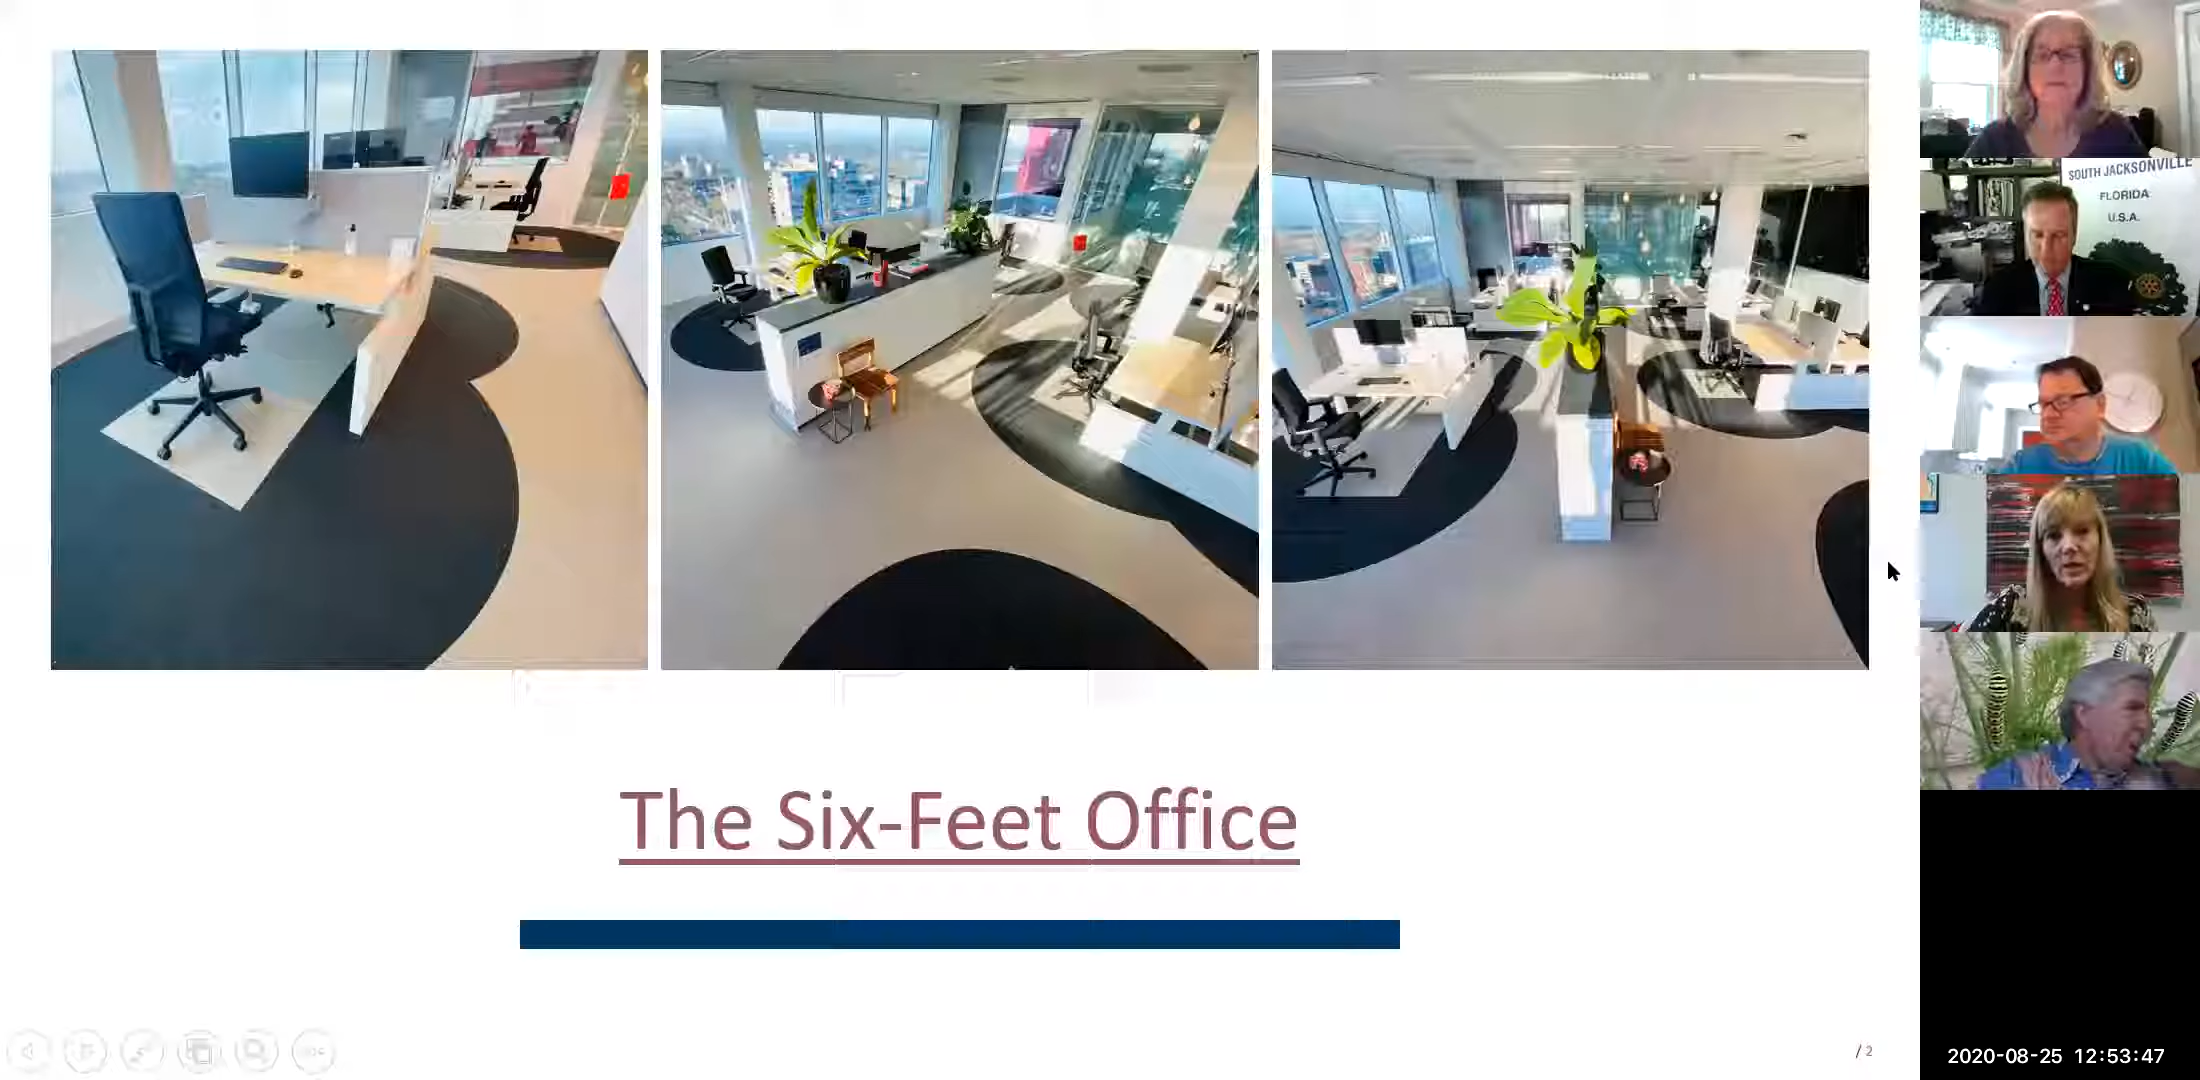 SOUTH JACKSONVILLE
FLORIDA
U.S.A.
The Six-Feet Office
/ 2
2020-08-25 12:53:47